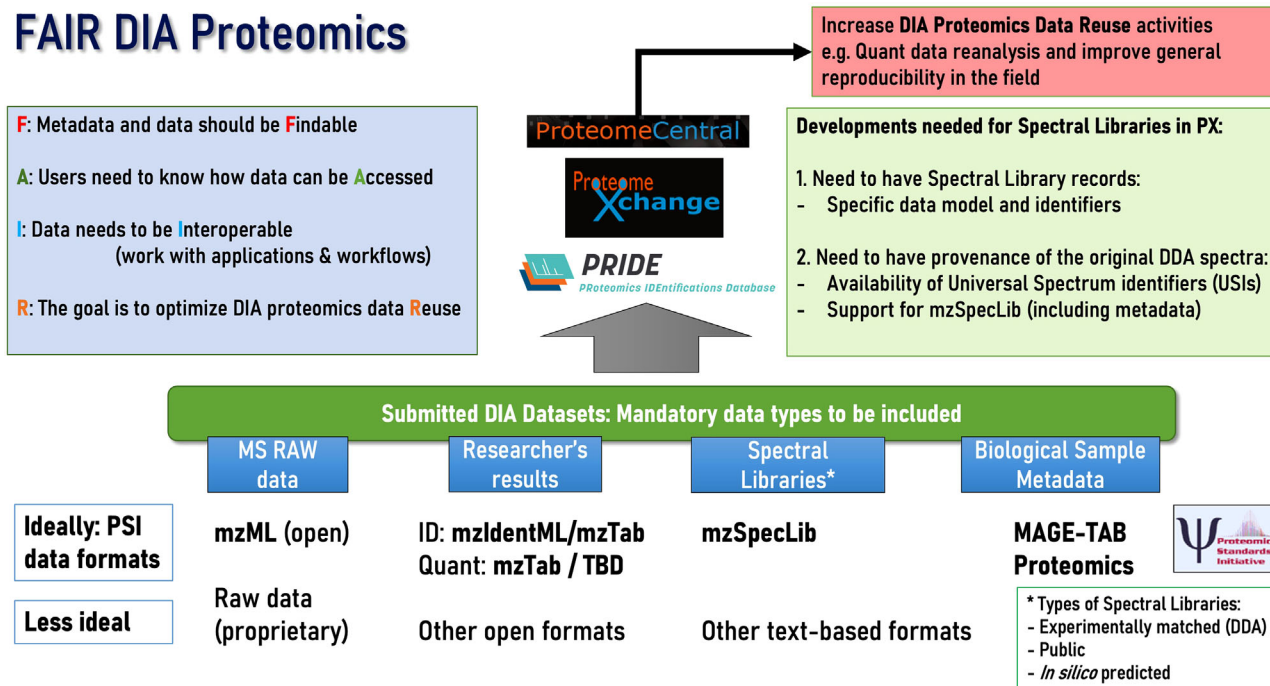 FAIR DIA Proteomics
F: Metadata and data should be Findable
A: Users need to know how data can be Accessed
I: Data needs to be Interoperable
(work with applications & workflows)
R: The goal is to optimize DIA proteomics data Reuse
ProteomeCentral
Proteome
Xchange
PRIDE
PRoteomics IDEntifications Database
Increase DIA Proteomics Data Reuse activities
e.g. Quant data reanalysis and improve general
reproducibility in the field
Developments needed for Spectral Libraries in PX:
1. Need to have Spectral Library records:
- Specific data model and identifiers
2. Need to have provenance of the original DDA spectra:
- Availability of Universal Spectrum identifiers (USIs)
- Support for mzSpecLib (including metadata)
Submitted DIA Datasets: Mandatory data types to be included
MS RAW
data
Researcher's
results
Spectral
Libraries*
Biological Sample
Metadata
Ideally: PSI
data formats
mzML (open)
ID: mzIdentML/mzTab
Quant: mzTab / TBD
mzSpecLib
MAGE-TAB
Proteomics
Ψ
Proteomics
Standards
Initiative
Less ideal
Raw data
(proprietary)
Other open formats
Other text-based formats
* Types of Spectral Libraries:
- Experimentally matched (DDA)
- Public
- In silico predicted